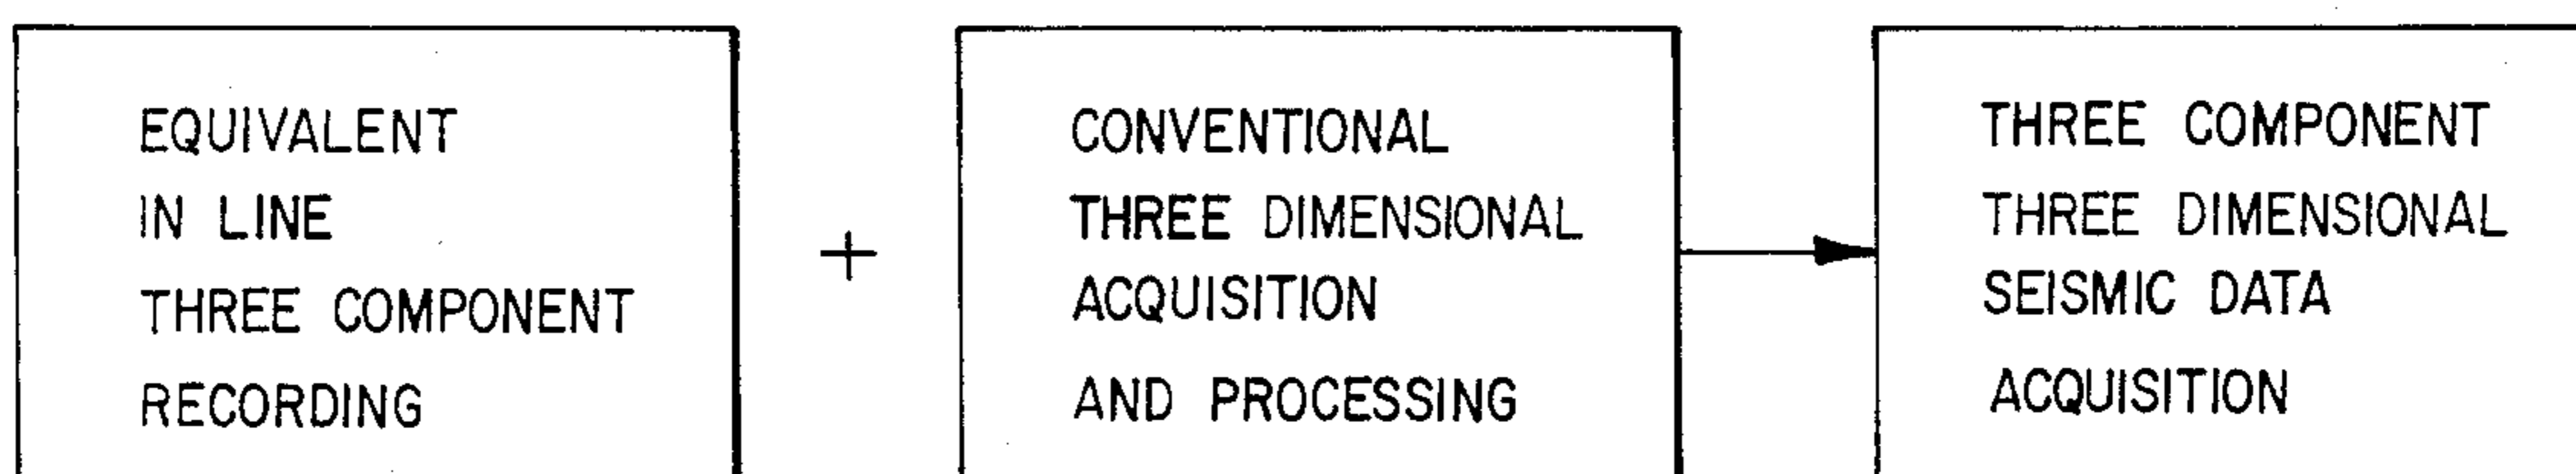 EQUIVALENT
IN LINE
THREE COMPONENT
RECORDING
+
CONVENTIONAL
THREE DIMENSIONAL
ACQUISITION
AND PROCESSING
THREE COMPONENT
THREE DIMENSIONAL
SEISMIC DATA
ACQUISITION